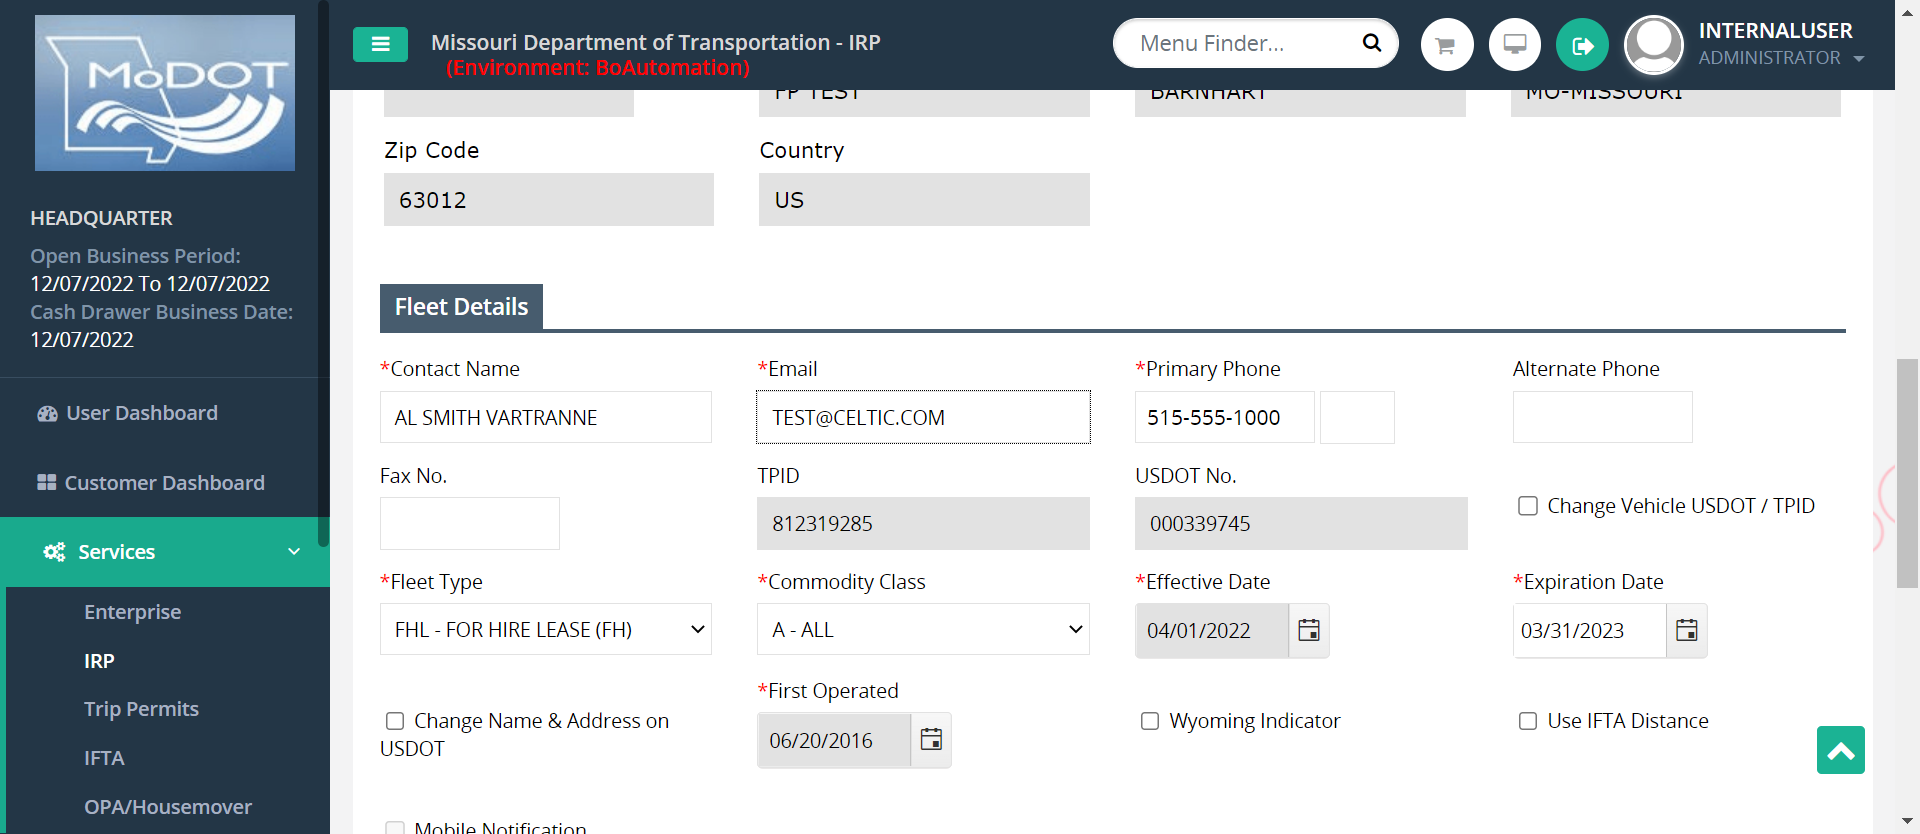 MoDOT
Missouri Department of Transportation - IRP
(Environment: BoAutomation)
Menu Finder...
INTERNALUSER
ADMINISTRATOR
HEADQUARTER
Open Business Period:
12/07/2022 To 12/07/2022
Cash Drawer Business Date:
12/07/2022
User Dashboard
Customer Dashboard
Services
Enterprise
IRP
Trip Permits
IFTA
OPA/Housemover
FP TEST
BARNHART
MO-MISSOURI
Zip Code
Country
63012
US
Fleet Details
*Contact Name
*Email
*Primary Phone
Alternate Phone
AL SMITH VARTRANNE
TEST@CELTIC.COM
515-555-1000
Fax No.
TPID
USDOT No.
812319285
000339745
Change Vehicle USDOT / TPID
*Fleet Type
*Commodity Class
*Effective Date
*Expiration Date
FHL - FOR HIRE LEASE (FH)
A - ALL
04/01/2022
03/31/2023
*First Operated
Change Name & Address on
USDOT
06/20/2016
Wyoming Indicator
Use IFTA Distance
Mobile Notification